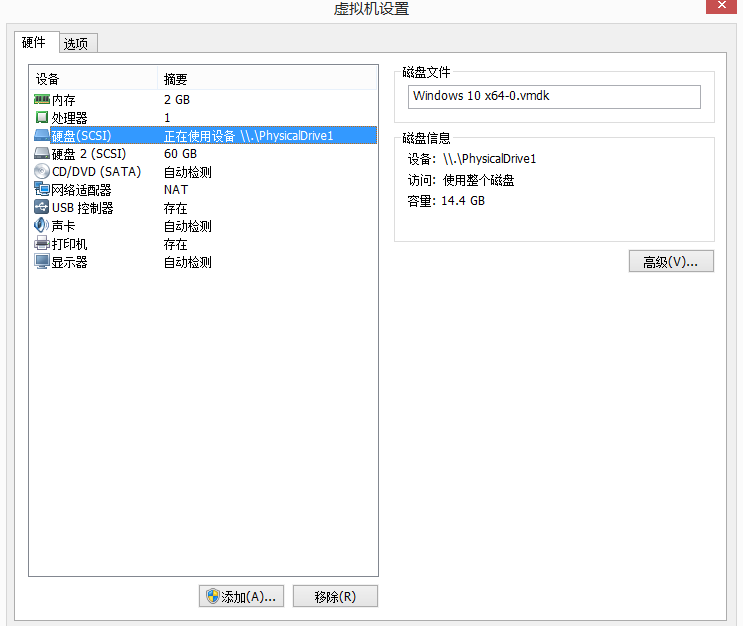 虚拟机设置
硬件 选项
设备 摘要
内存 2 GB
处理器 1
硬盘(SCSI) 正在使用设备 \\.\PhysicalDrive1
硬盘 2 (SCSI) 60 GB
CD/DVD (SATA) 自动检测
网络适配器 NAT
USB 控制器 存在
声卡 自动检测
打印机 存在
显示器 自动检测
添加(A)... 移除(R)
磁盘文件
Windows 10 x64-0.vmdk
磁盘信息
设备: \\.\PhysicalDrive1
访问: 使用整个磁盘
容量: 14.4 GB
高级(V)...